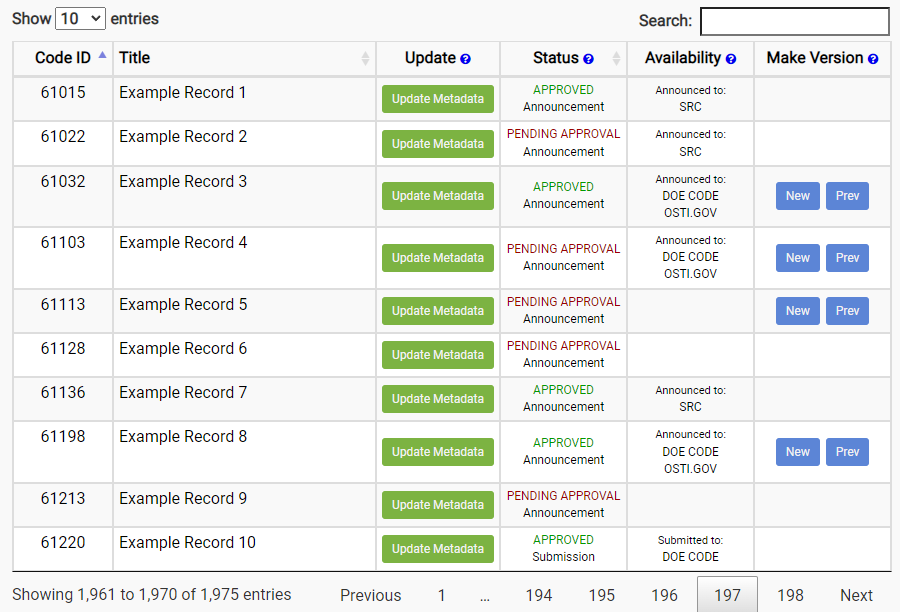 Show 10 entries
Search:
Code ID Title Update Status Availability Make Version
61015 Example Record 1 Update Metadata APPROVED Announcement Announced to: SRC
61022 Example Record 2 Update Metadata PENDING APPROVAL Announcement Announced to: SRC
61032 Example Record 3 Update Metadata APPROVED Announcement Announced to: DOE CODE OSTI.GOV New Prev
61103 Example Record 4 Update Metadata PENDING APPROVAL Announcement Announced to: DOE CODE OSTI.GOV New Prev
61113 Example Record 5 Update Metadata PENDING APPROVAL Announcement New Prev
61128 Example Record 6 Update Metadata PENDING APPROVAL Announcement
61136 Example Record 7 Update Metadata APPROVED Announcement Announced to: SRC
61198 Example Record 8 Update Metadata APPROVED Announcement Announced to: DOE CODE OSTI.GOV New Prev
61213 Example Record 9 Update Metadata PENDING APPROVAL Announcement
61220 Example Record 10 Update Metadata APPROVED Submission Submitted to: DOE CODE
Showing 1,961 to 1,970 of 1,975 entries
Previous 1 ... 194 195 196 197 198 Next